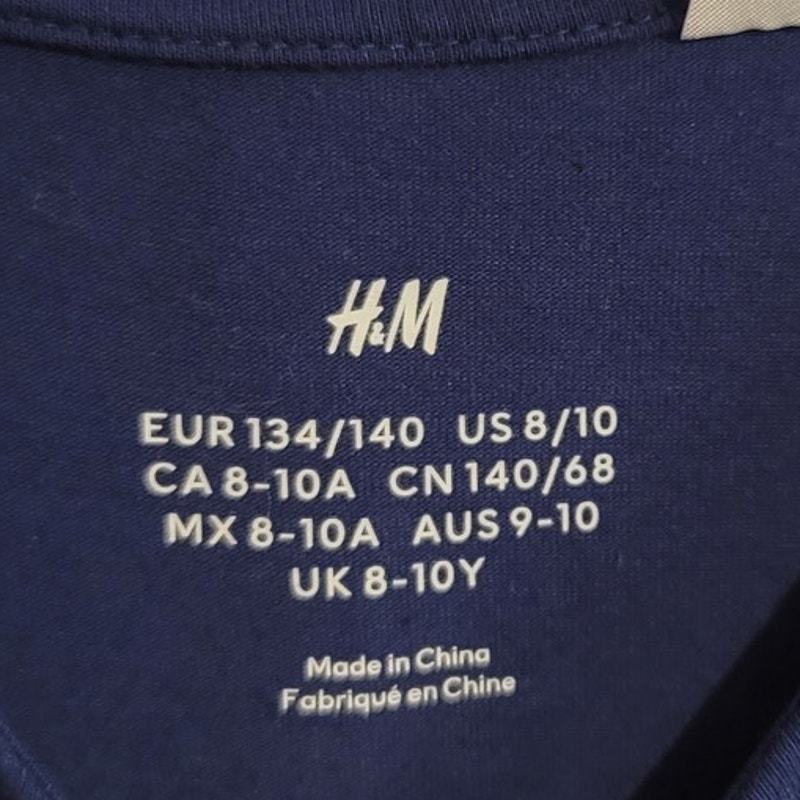 H&M
EUR 134/140 US 8/10
CA 8-10A CN 140/68
MX 8-10A AUS 9-10
UK 8-10Y
Made in China
Fabriqué en Chine